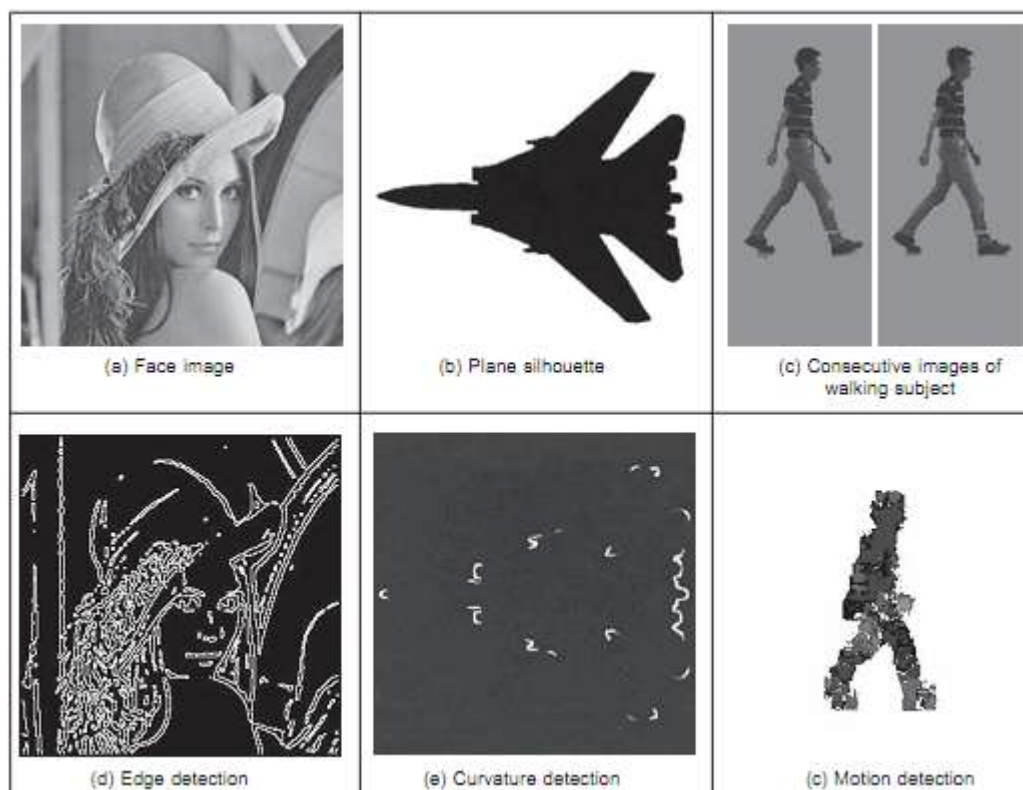 (a) Face image
(b) Plane silhouette
(c) Consecutive images of
walking subject
(d) Edge detection
(e) Curvature detection
(c) Motion detection